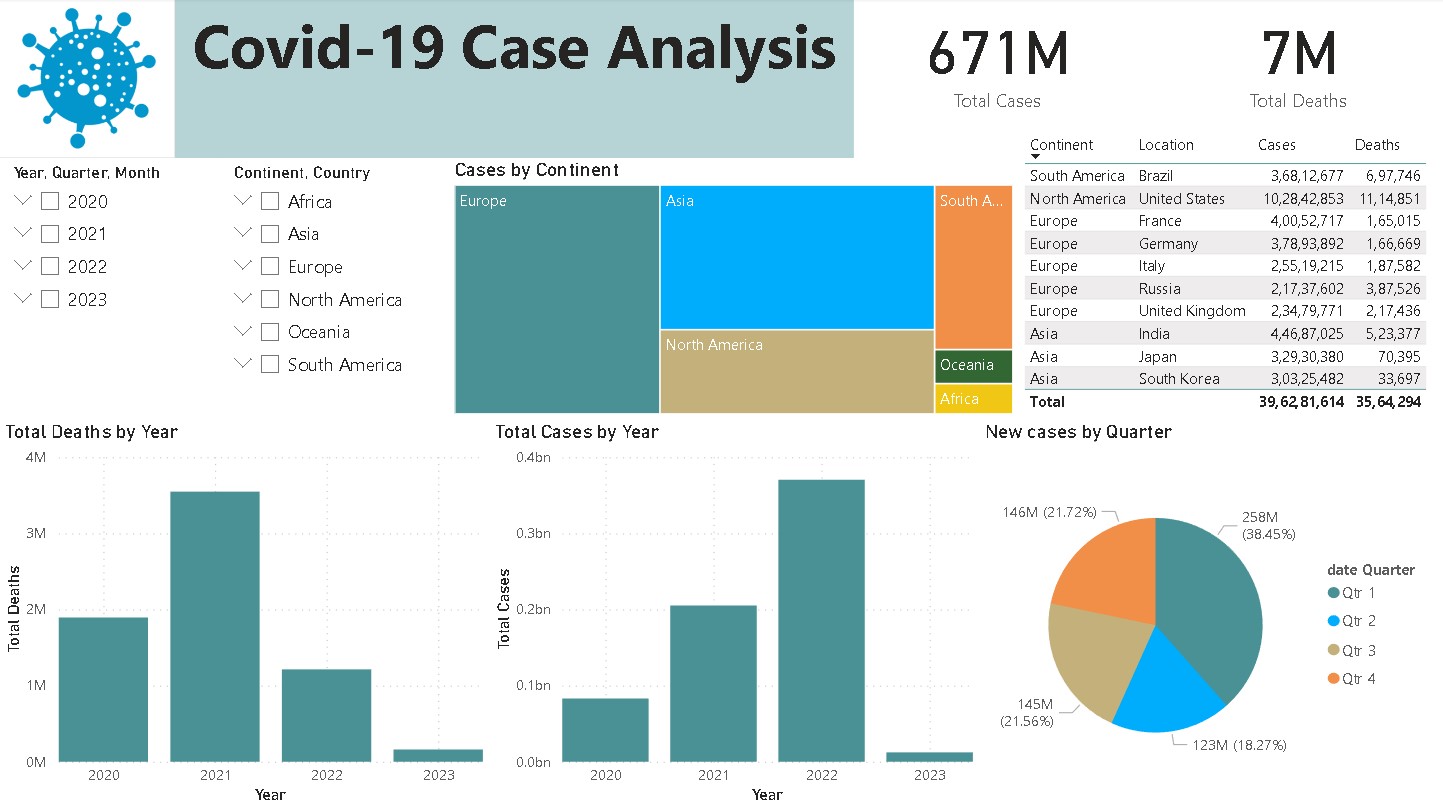 Covid-19 Case Analysis
671M
Total Cases
7M
Total Deaths
Year, Quarter, Month
2020
2021
2022
2023
Continent, Country
Africa
Asia
Europe
North America
Oceania
South America
Cases by Continent
Europe
Asia
North America
South A...
Oceania
Africa
Continent Location Cases Deaths
South America Brazil 3,68,12,677 6,97,746
North America United States 10,28,42,853 11,14,851
Europe France 4,00,52,717 1,65,015
Europe Germany 3,78,93,892 1,66,669
Europe Italy 2,55,19,215 1,87,582
Europe Russia 2,17,37,602 3,87,526
Europe United Kingdom 2,34,79,771 2,17,436
Asia India 4,46,87,025 5,23,377
Asia Japan 3,29,30,380 70,395
Asia South Korea 3,03,25,482 33,697
Total 39,62,81,614 35,64,294
Total Deaths by Year
4M
3M
2M
1M
0M
Total Deaths
2020 2021 2022 2023
Year
Total Cases by Year
0.4bn
0.3bn
0.2bn
0.1bn
0.0bn
Total Cases
2020 2021 2022 2023
Year
New cases by Quarter
146M (21.72%)
258M
(38.45%)
145M
(21.56%)
123M (18.27%)
date Quarter
Qtr 1
Qtr 2
Qtr 3
Qtr 4